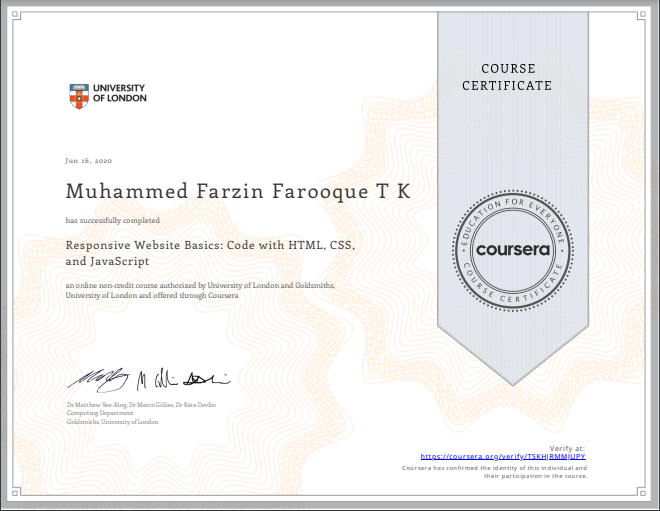 UNIVERSITY
OF LONDON
COURSE
CERTIFICATE
Jun 16, 2020
Muhammed Farzin Farooque T K
has successfully completed
Responsive Website Basics: Code with HTML, CSS,
and JavaScript
an online non-credit course authorized by University of London and Goldsmiths,
University of London and offered through Coursera
EDUCATION FOR EVERYONE
coursera
COURSE CERTIFICATE
Dr Matthew Yee-King, Dr Marco Gillies, Dr Kate Devlin
Computing Department
Goldsmiths, University of London
Verify at:
https://coursera.org/verify/TSKHJRMMJUPY
Coursera has confirmed the identity of this individual and
their participation in the course.